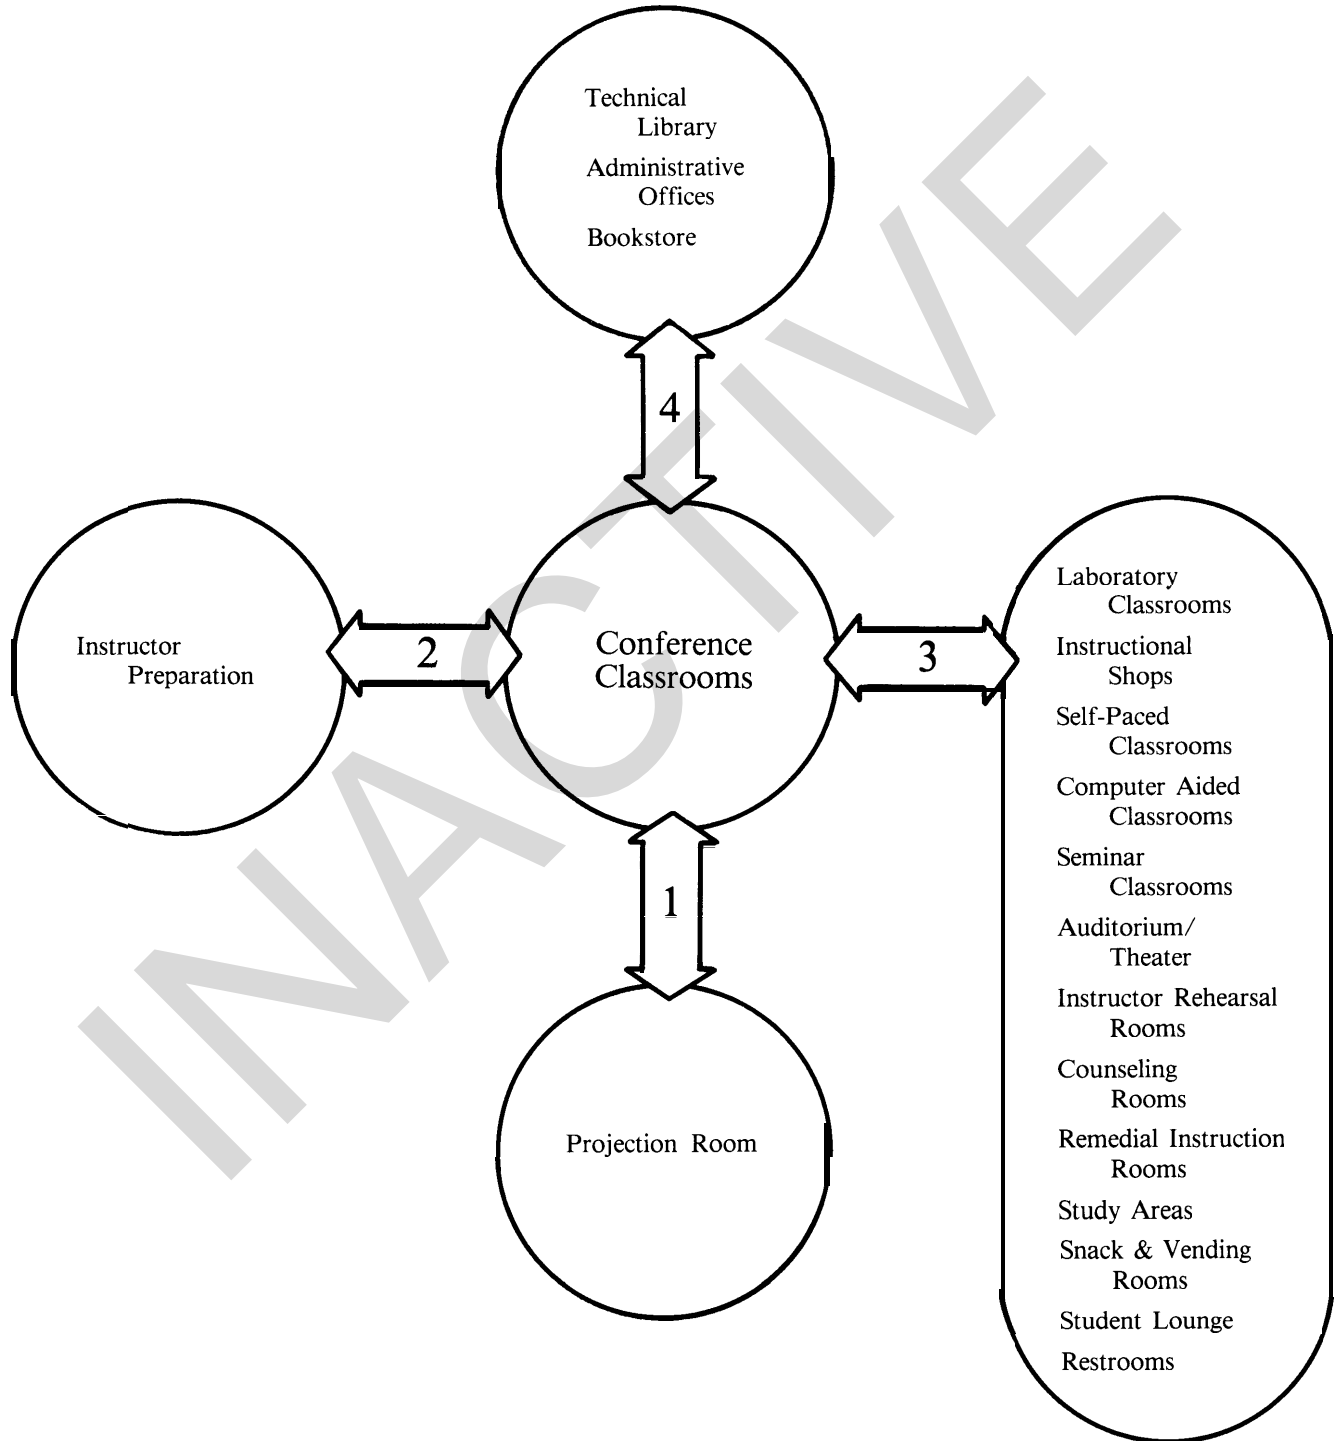 Technical
Library
Administrative
Offices
Bookstore
4
Instructor
Preparation
2
Conference
Classrooms
3
Laboratory
Classrooms
Instructional
Shops
Self-Paced
Classrooms
Computer Aided
Classrooms
Seminar
Classrooms
Auditorium/
Theater
Instructor Rehearsal
Rooms
Counseling
Rooms
Remedial Instruction
Rooms
Study Areas
Snack & Vending
Rooms
Student Lounge
Restrooms
1
Projection Room
INACTIVE